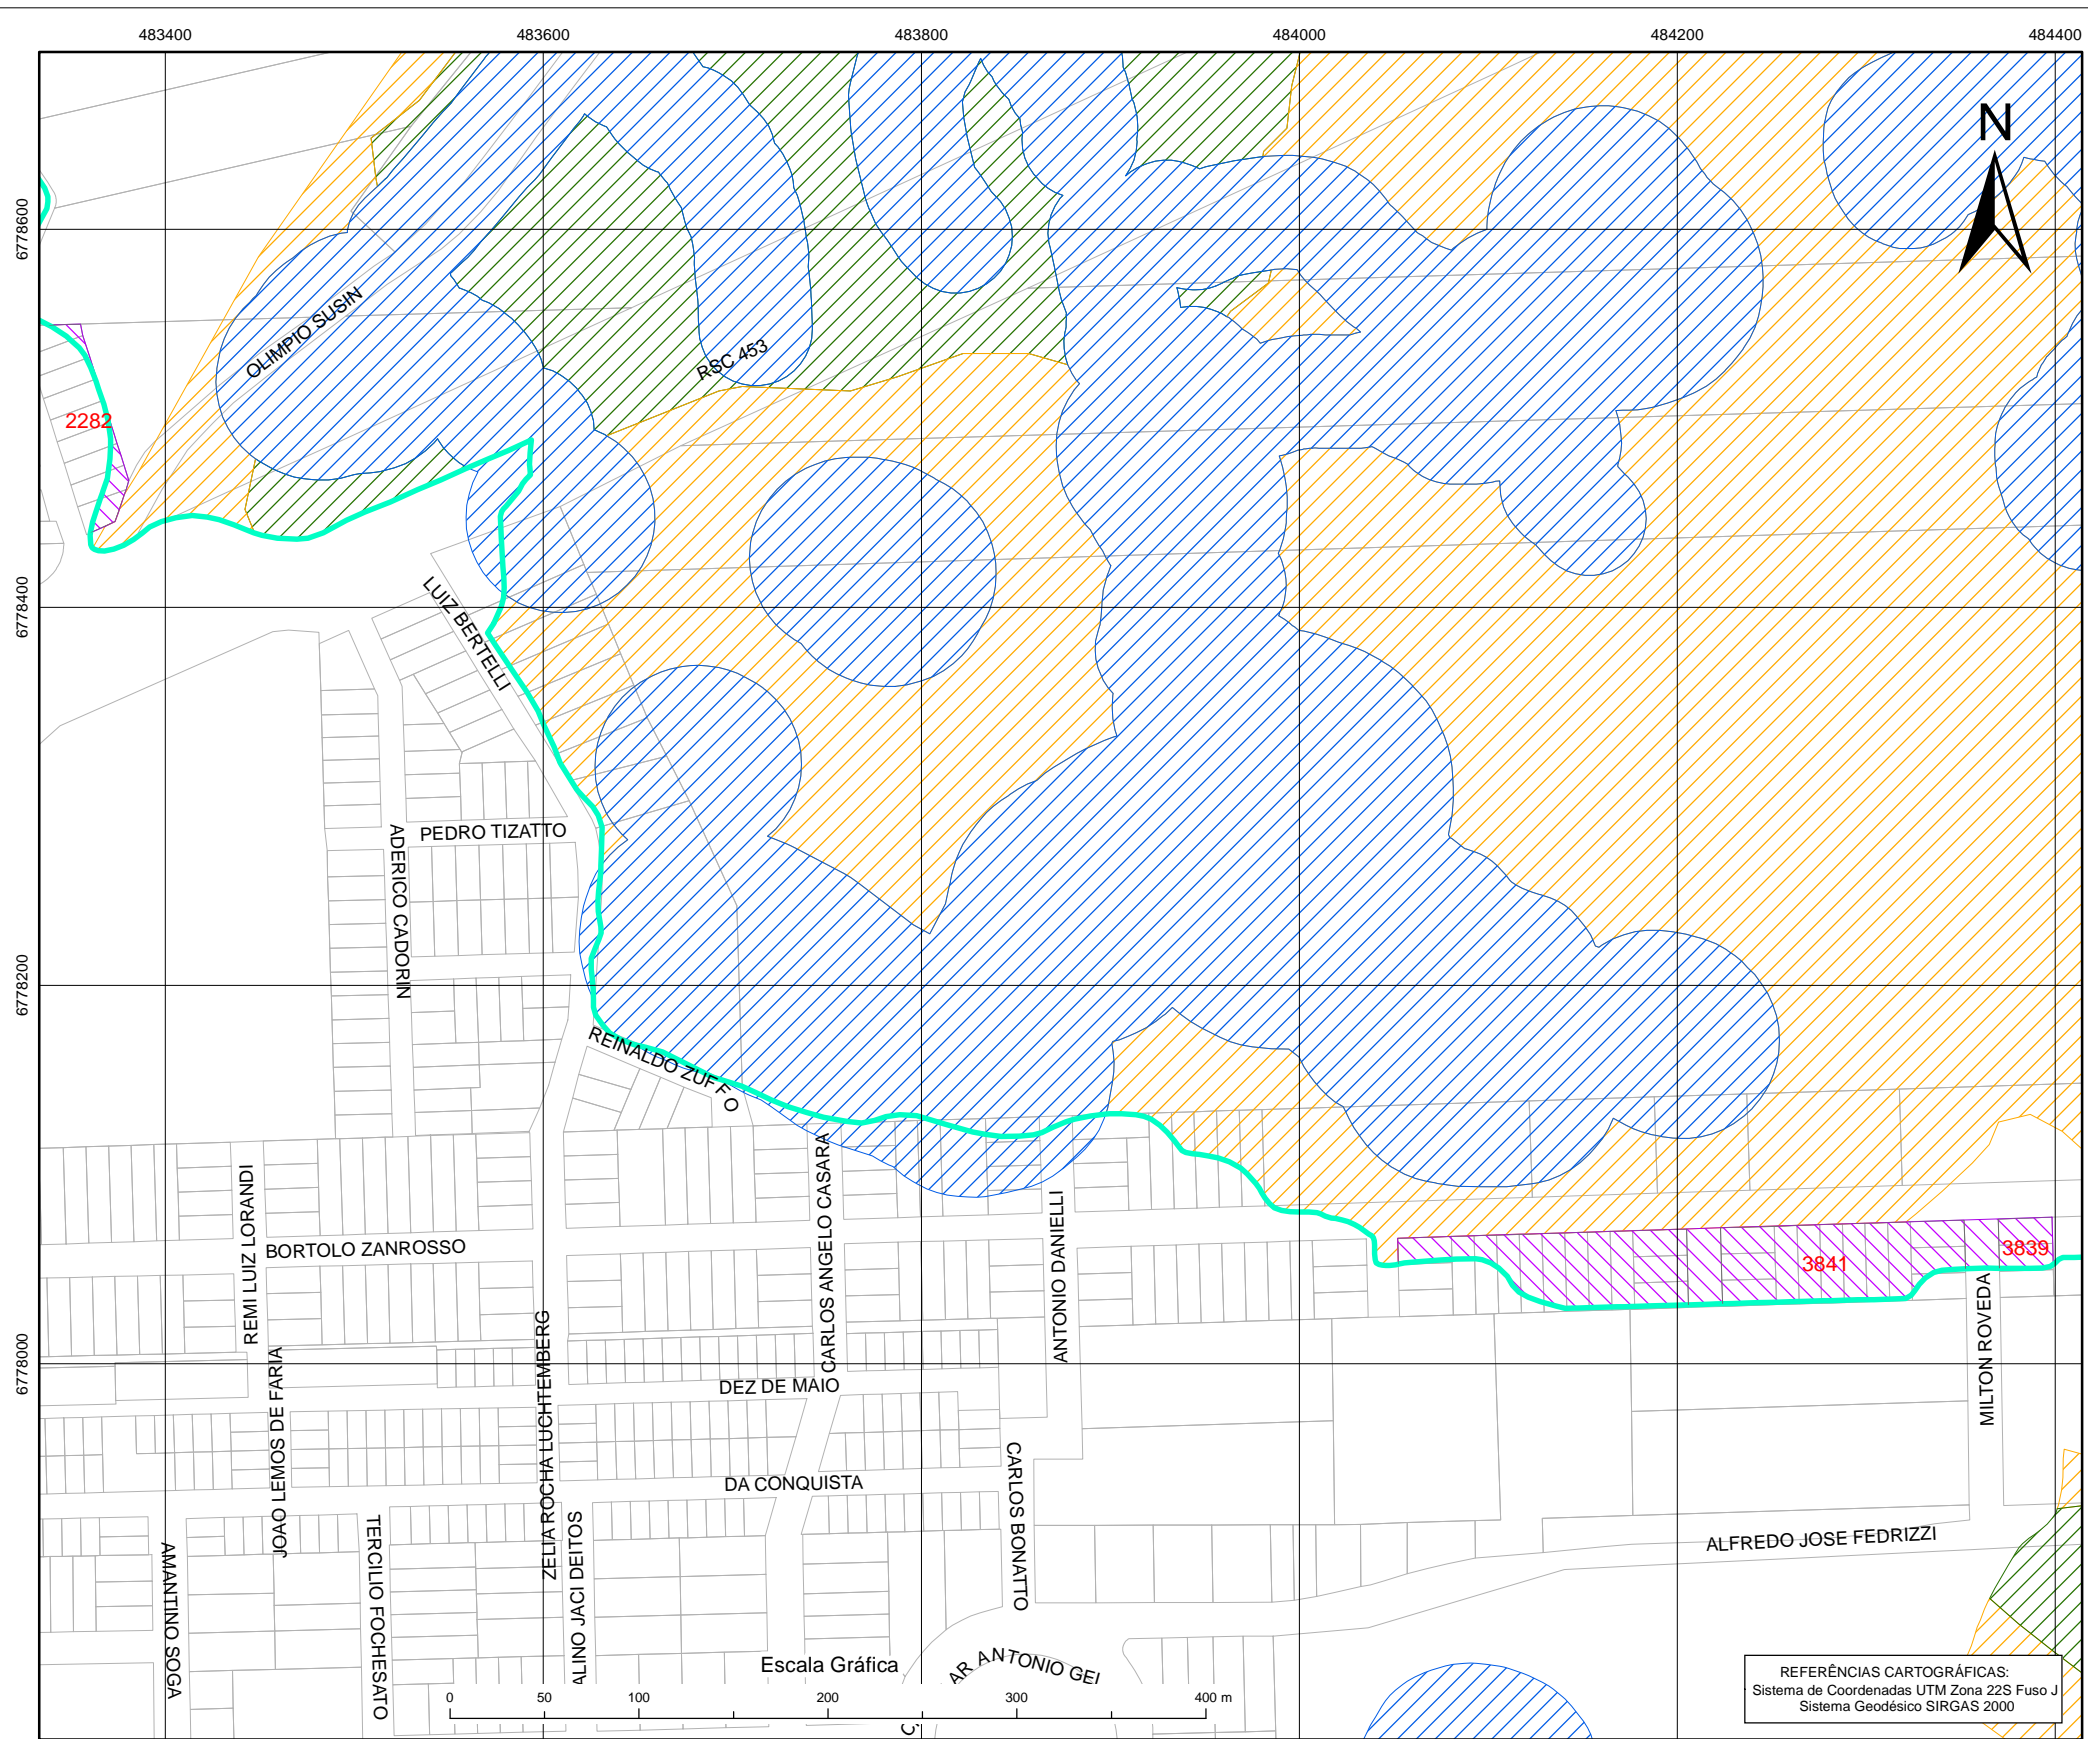 483400 483600 483800 484000 484200 484400
N
6778600
OLIMPIO SUSIN
RSC 453
2282
6778400
LUIZ BERTELLI
PEDRO TIZATTO
ADERICO CADORIN
6778200
REINALDO ZUFFO
CARLOS ANGELO CASARA
REMI LUIZ LORANDI
ANTONIO DANIELLI
BORTOLO ZANROSSO
3841
3839
MILTON ROVEDA
ZELIA ROCHA LUCHTEMBERG
6778000
JOAO LEMOS DE FARIA
DEZ DE MAIO
DA CONQUISTA
CARLOS BONATTO
ALFREDO JOSE FEDRIZZI
AMANTINO SOGA
TERCILIO FOCHESATO
ALINO JACI DEITOS
AR ANTONIO GEI
Escala Gráfica
0 50 100 200 300 400 m
REFERÊNCIAS CARTOGRÁFICAS:
Sistema de Coordenadas UTM Zona 22S Fuso J
Sistema Geodésico SIRGAS 2000